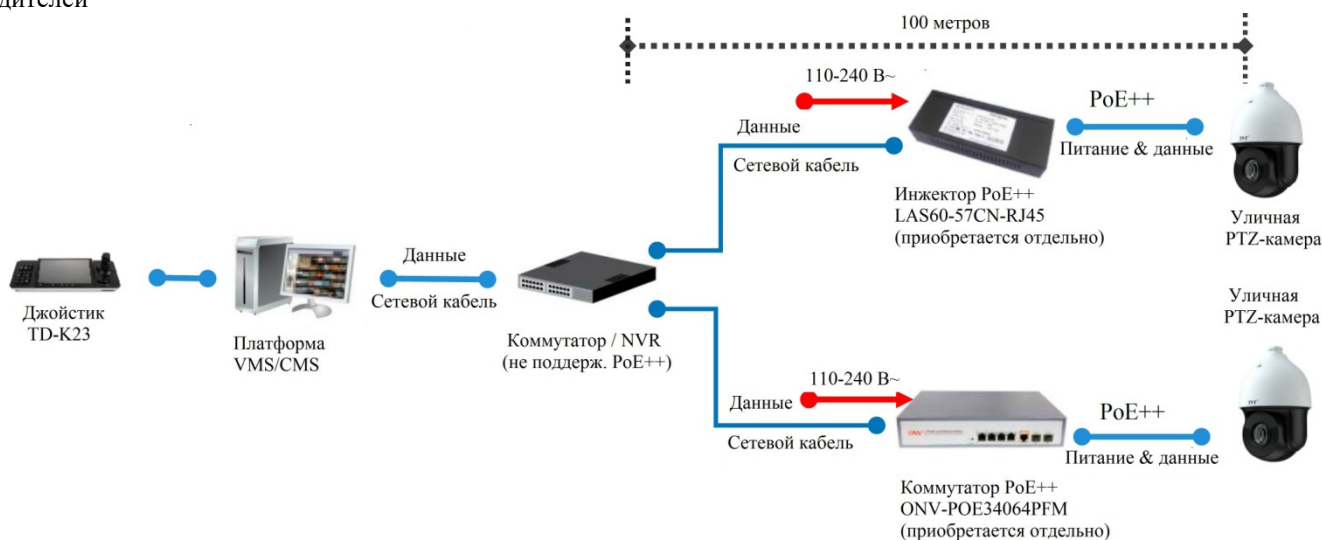 дителей
100 метров
110-240 В~
PoE++
Данные
Сетевой кабель
Питание & данные
Инжектор PoE++
LAS60-57CN-RJ45
(приобретается отдельно)
Уличная
PTZ-камера
Данные
Сетевой кабель
Джойстик
TD-K23
Платформа
VMS/CMS
Коммутатор / NVR
(не поддерж. PoE++)
Уличная
PTZ-камера
110-240 В~
Данные
Сетевой кабель
ONV
PoE++
Питание & данные
Коммутатор PoE++
ONV-POE34064PFM
(приобретается отдельно)